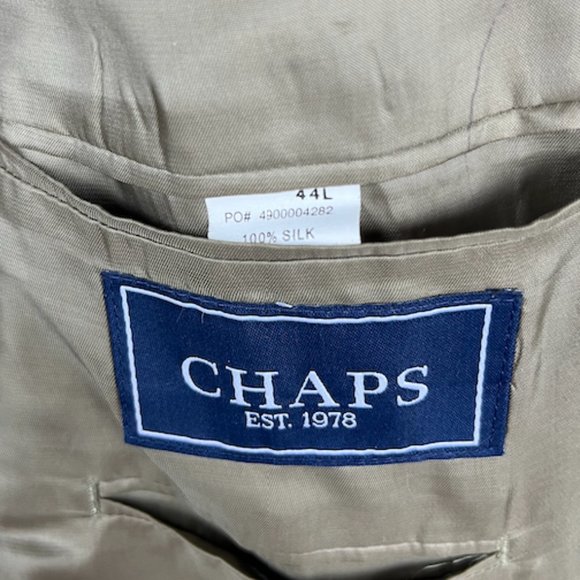 44L
PO# 4900004282
100% SILK
CHAPS
EST. 1978